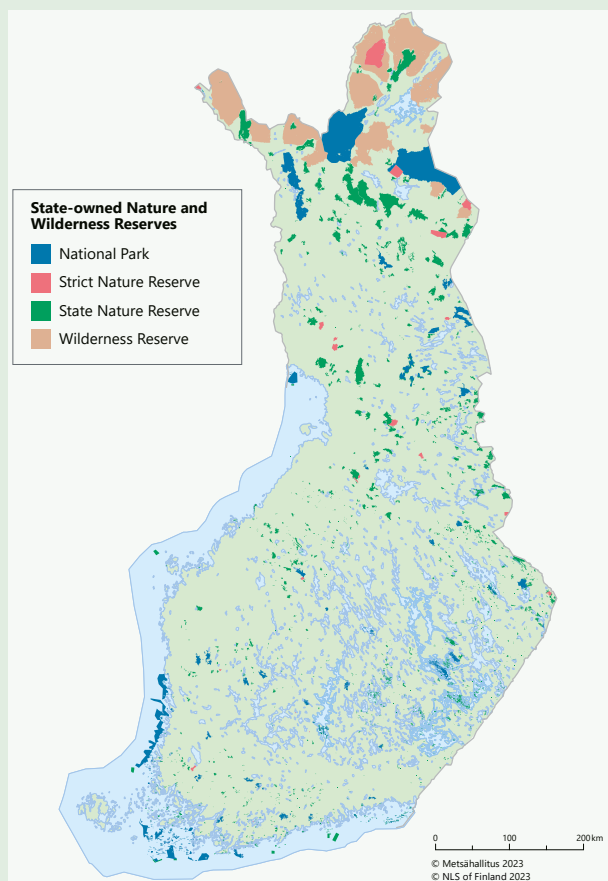 State-owned Nature and
Wilderness Reserves
National Park
Strict Nature Reserve
State Nature Reserve
Wilderness Reserve
0 100 200 km
© Metsähallitus 2023
© NLS of Finland 2023